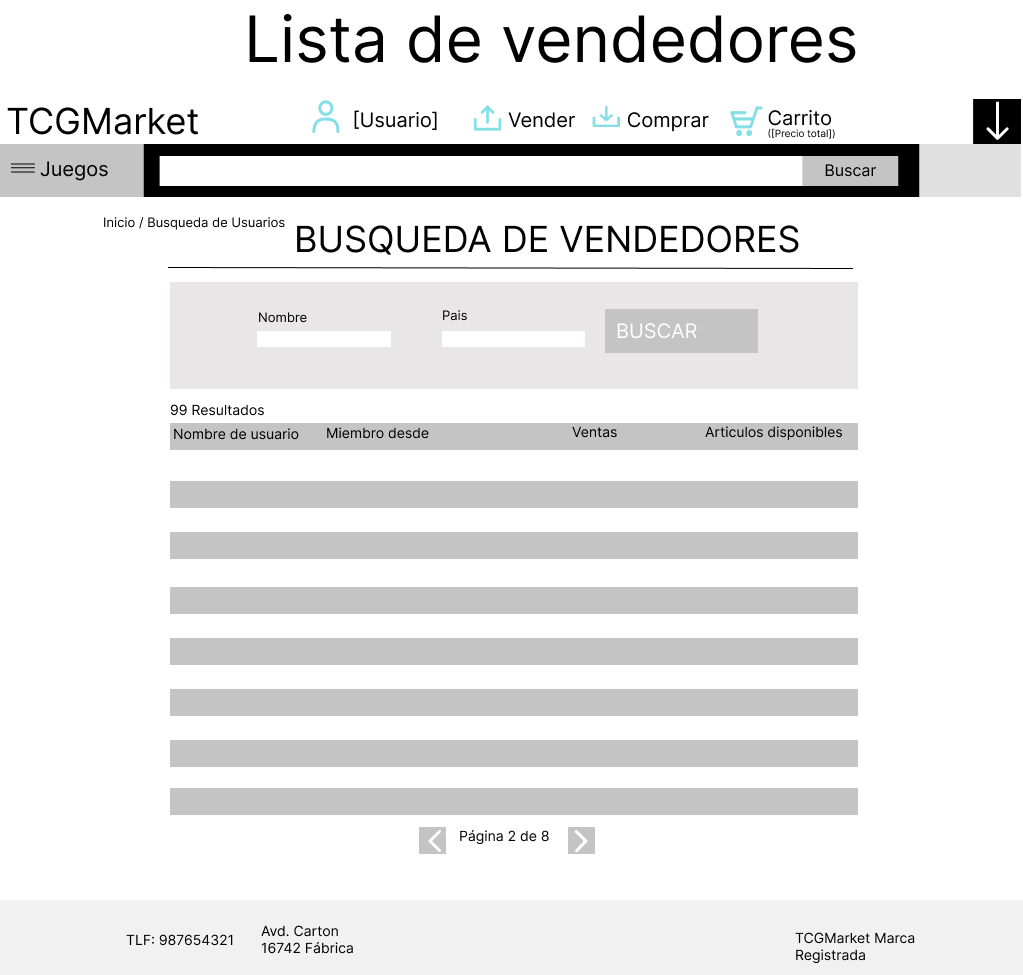 Lista de vendedores
TCGMarket
[Usuario]
Vender
Comprar
Carrito
([Precio total])
Juegos
Buscar
Inicio / Busqueda de Usuarios
BUSQUEDA DE VENDEDORES
Nombre
Pais
BUSCAR
99 Resultados
Nombre de usuario Miembro desde Ventas Articulos disponibles
Página 2 de 8
TLF: 987654321
Avd. Carton
16742 Fábrica
TCGMarket Marca
Registrada